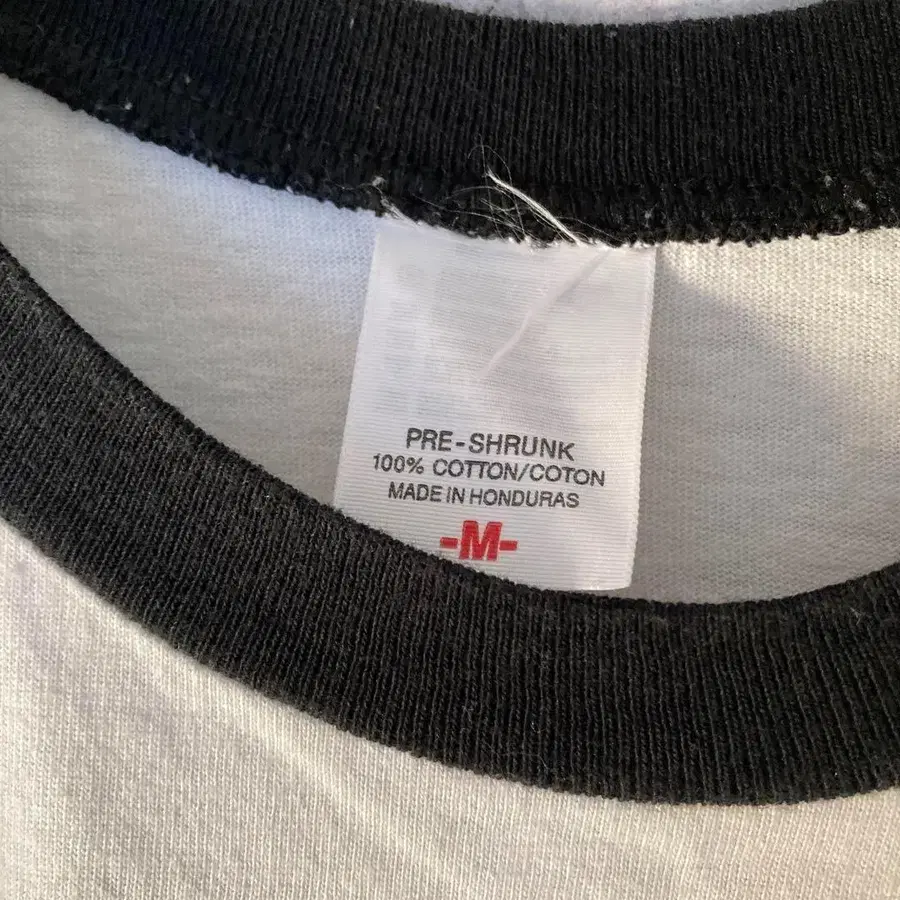 PRE-SHRUNK
100% COTTON/COTON
MADE IN HONDURAS
-M-